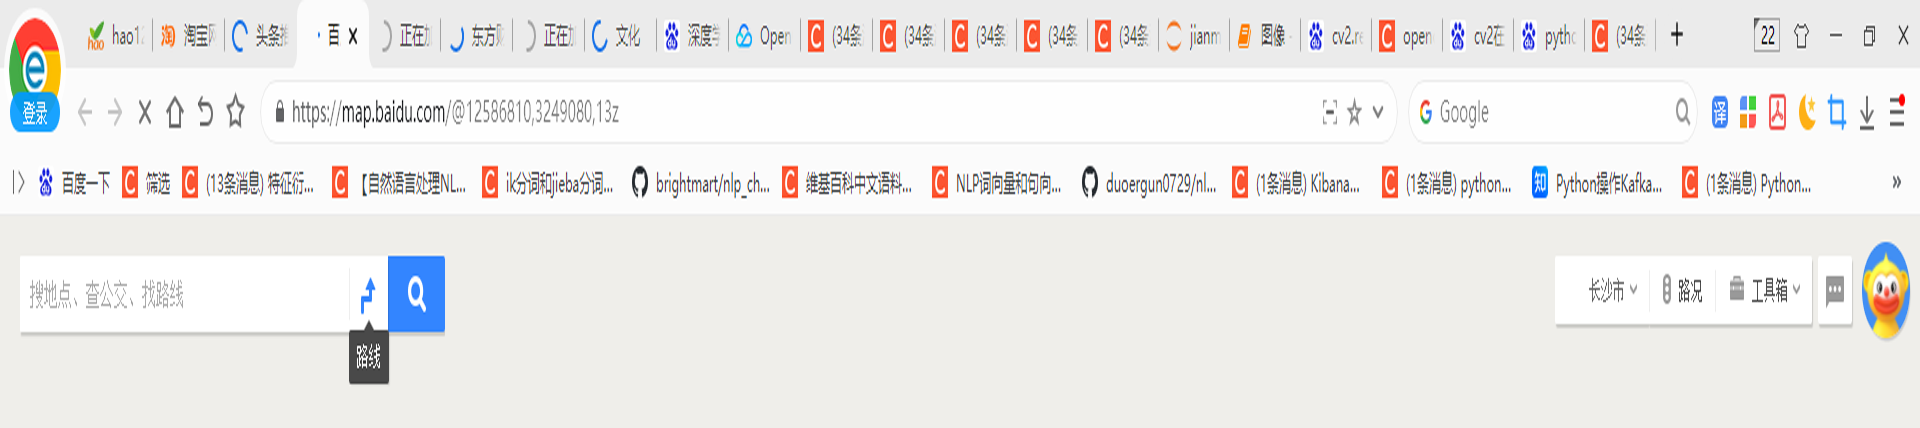 hao 淘宝 头条 百 正在 东方 正在 文化 深度 Open (34条 (34条 (34条 (34条 (34条 jianm 图像 cv2.re open cv2在 pytho (34条 22
登录 https://map.baidu.com/@12586810,3249080,13z Google 译
百度一下 筛选 (13条消息) 特征衍... 【自然语言处理NL... ik分词和jieba分词... brightmart/nlp_ch... 维基百科中文语料... NLP词向量和句向... duoergun0729/nl... (1条消息) Kibana... (1条消息) python... 知 Python操作Kafka... (1条消息) Python... »
搜地点、查公交、找路线 长沙市 路况 工具箱
路线